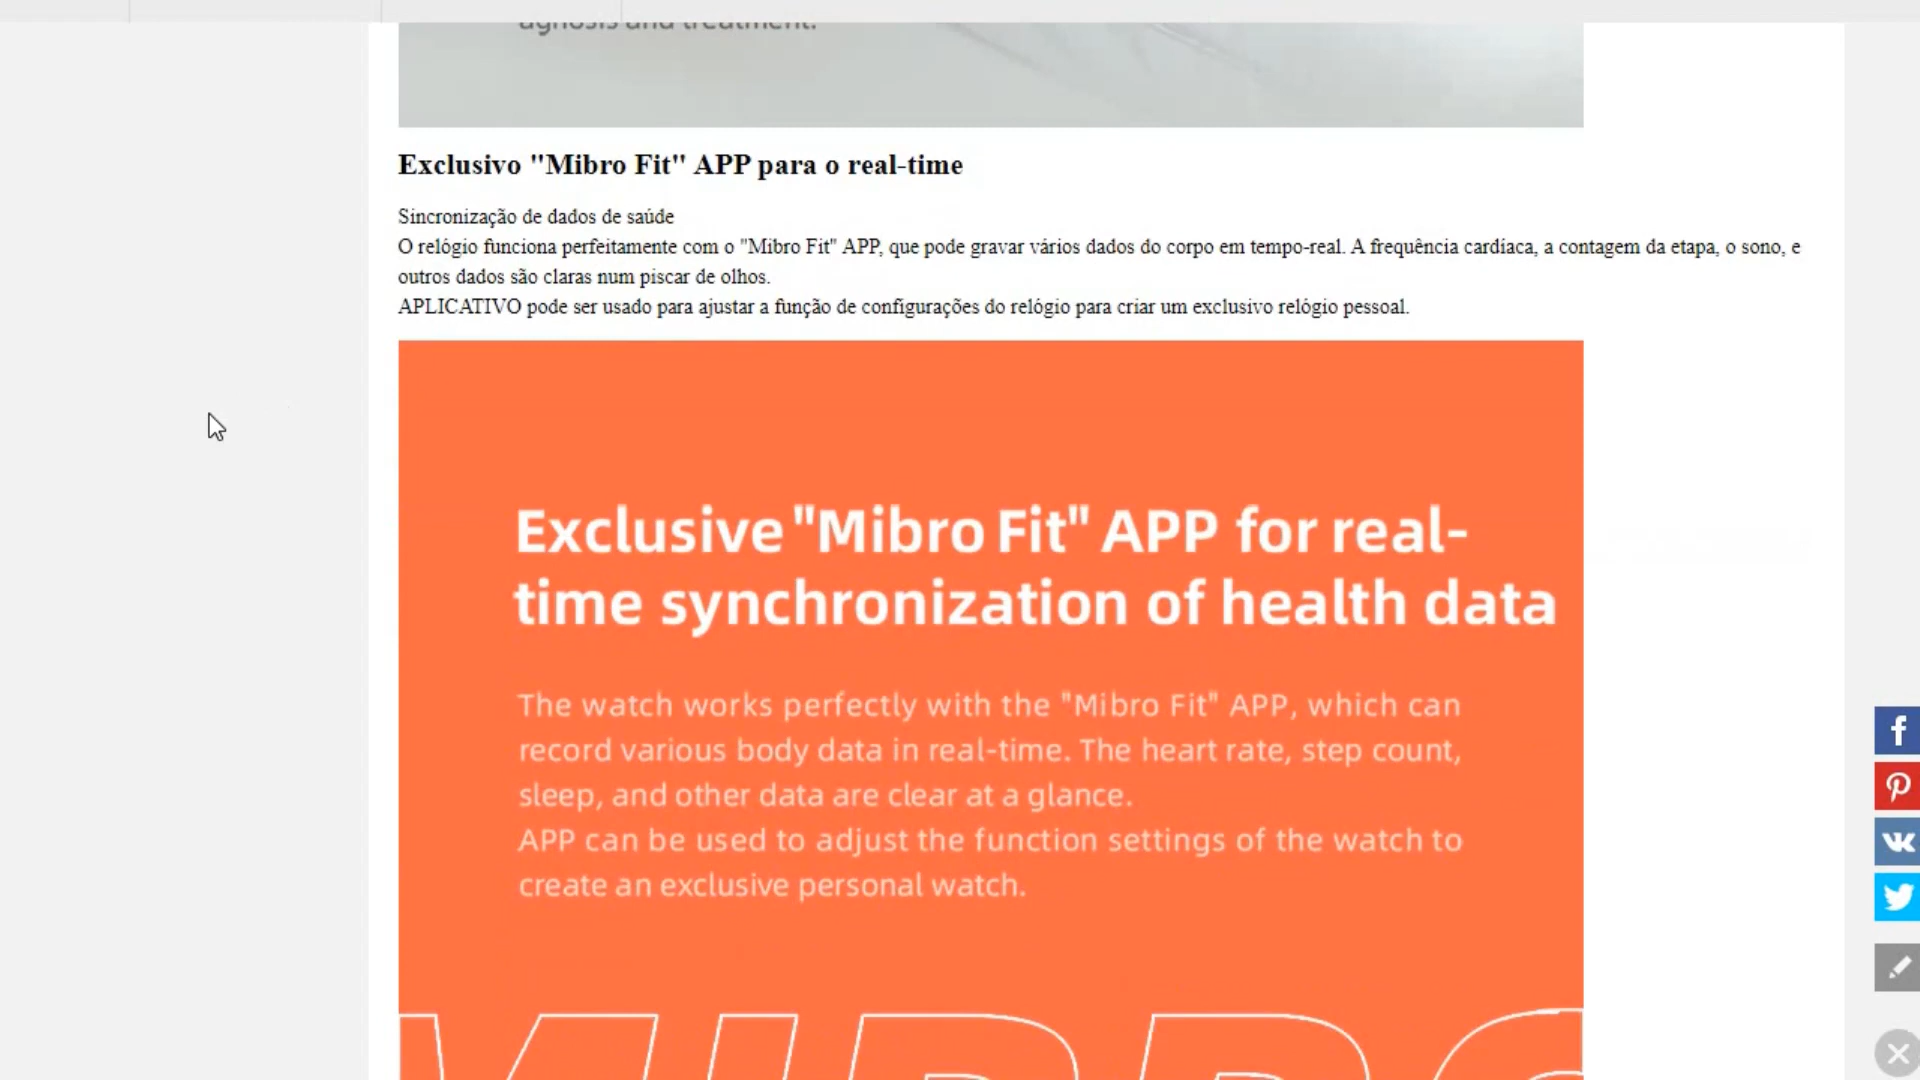 agnosis and treatment.
Exclusivo "Mibro Fit" APP para o real-time
Sincronização de dados de saúde
O relógio funciona perfeitamente com o "Mibro Fit" APP, que pode gravar vários dados do corpo em tempo-real. A frequência cardíaca, a contagem da etapa, o sono, e
outros dados são claras num piscar de olhos.
APLICATIVO pode ser usado para ajustar a função de configurações do relógio para criar um exclusivo relógio pessoal.
Exclusive "Mibro Fit" APP for real-
time synchronization of health data
The watch works perfectly with the "Mibro Fit" APP, which can
record various body data in real-time. The heart rate, step count,
sleep, and other data are clear at a glance.
APP can be used to adjust the function settings of the watch to
create an exclusive personal watch.
MIBRO